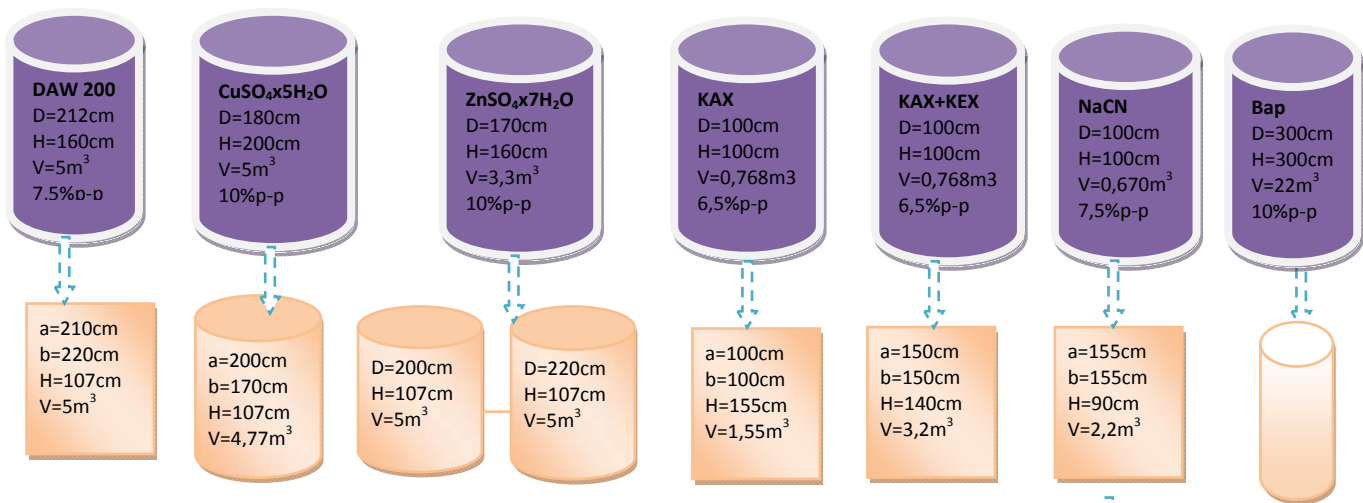 DAW 200
D=212cm
H=160cm
V=5m³
7.5%p-p
CuSO₄x5H₂O
D=180cm
H=200cm
V=5m³
10%p-p
ZnSO₄x7H₂O
D=170cm
H=160cm
V=3,3m³
10%p-p
KAX
D=100cm
H=100cm
V=0,768m3
6,5%p-p
KAX+KEX
D=100cm
H=100cm
V=0,768m3
6,5%p-p
NaCN
D=100cm
H=100cm
V=0,670m³
7,5%p-p
Вар
D=300cm
H=300cm
V=22m³
10%p-p
a=210cm
b=220cm
H=107cm
V=5m³
a=200cm
b=170cm
H=107cm
V=4,77m³
D=200cm
H=107cm
V=5m³
D=220cm
H=107cm
V=5m³
a=100cm
b=100cm
H=155cm
V=1,55m³
a=150cm
b=150cm
H=140cm
V=3,2m³
a=155cm
b=155cm
H=90cm
V=2,2m³